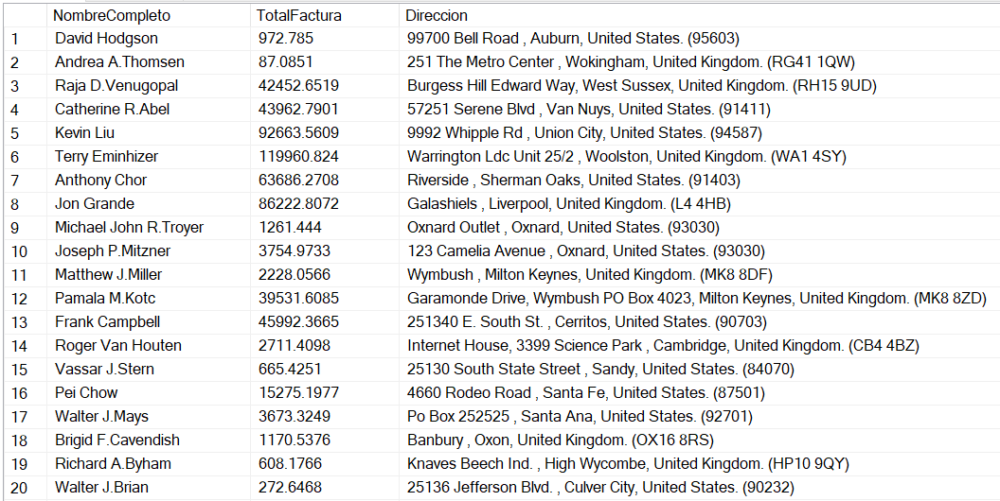 NombreCompleto TotalFactura Direccion
1 David Hodgson 972.785 99700 Bell Road , Auburn, United States. (95603)
2 Andrea A.Thomsen 87.0851 251 The Metro Center , Wokingham, United Kingdom. (RG41 1QW)
3 Raja D.Venugopal 42452.6519 Burgess Hill Edward Way, West Sussex, United Kingdom. (RH15 9UD)
4 Catherine R.Abel 43962.7901 57251 Serene Blvd , Van Nuys, United States. (91411)
5 Kevin Liu 92663.5609 9992 Whipple Rd , Union City, United States. (94587)
6 Terry Eminhizer 119960.824 Warrington Ldc Unit 25/2 , Woolston, United Kingdom. (WA1 4SY)
7 Anthony Chor 63686.2708 Riverside , Sherman Oaks, United States. (91403)
8 Jon Grande 86222.8072 Galashiels , Liverpool, United Kingdom. (L4 4HB)
9 Michael John R.Troyer 1261.444 Oxnard Outlet , Oxnard, United States. (93030)
10 Joseph P.Mitzner 3754.9733 123 Camelia Avenue , Oxnard, United States. (93030)
11 Matthew J.Miller 2228.0566 Wymbush , Milton Keynes, United Kingdom. (MK8 8DF)
12 Pamala M.Kotc 39531.6085 Garamonde Drive, Wymbush PO Box 4023, Milton Keynes, United Kingdom. (MK8 8ZD)
13 Frank Campbell 45992.3665 251340 E. South St. , Cerritos, United States. (90703)
14 Roger Van Houten 2711.4098 Internet House, 3399 Science Park , Cambridge, United Kingdom. (CB4 4BZ)
15 Vassar J.Stern 665.4251 25130 South State Street , Sandy, United States. (84070)
16 Pei Chow 15275.1977 4660 Rodeo Road , Santa Fe, United States. (87501)
17 Walter J.Mays 3673.3249 Po Box 252525 , Santa Ana, United States. (92701)
18 Brigid F.Cavendish 1170.5376 Banbury , Oxon, United Kingdom. (OX16 8RS)
19 Richard A.Byham 608.1766 Knaves Beech Ind. , High Wycombe, United Kingdom. (HP10 9QY)
20 Walter J.Brian 272.6468 25136 Jefferson Blvd. , Culver City, United States. (90232)